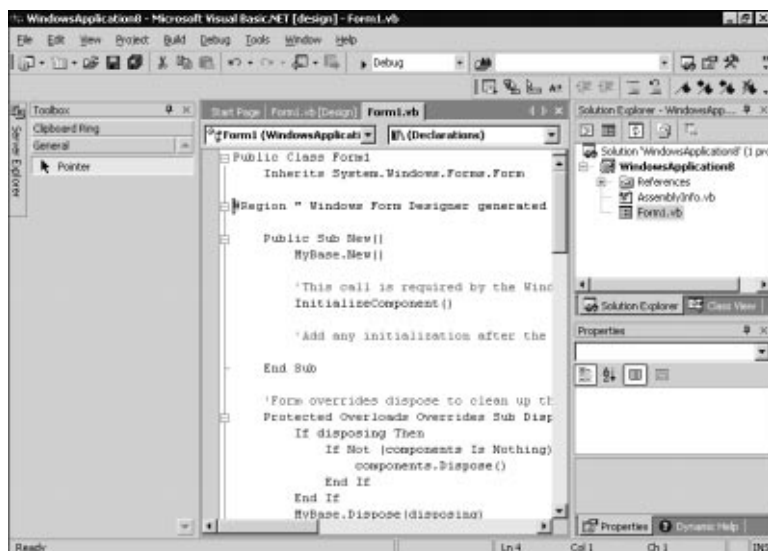 WindowsApplication8 - Microsoft Visual Basic.NET [design] - Form1.vb
File Edit View Project Build Debug Tools Window Help
Debug
Server Explorer
Toolbox
Clipboard Ring
General
Pointer
Start Page Form1.vb [Design] Form1.vb
Form1 (WindowsApplicati (Declarations)
Public Class Form1
Inherits System.Windows.Forms.Form
#Region " Windows Form Designer generated
Public Sub New()
MyBase.New()
'This call is required by the Wind
InitializeComponent()
'Add any initialization after the
End Sub
'Form overrides dispose to clean up th
Protected Overloads Overrides Sub Disp
If disposing Then
If Not (components Is Nothing)
components.Dispose()
End If
End If
MyBase.Dispose(disposing)
Solution Explorer - WindowsApp...
Solution 'WindowsApplication8' (1 pro
WindowsApplication8
References
AssemblyInfo.vb
Form1.vb
Solution Explorer Class View
Properties
Properties Dynamic Help
Ready Ln 4 Col 1 Ch 1 INS